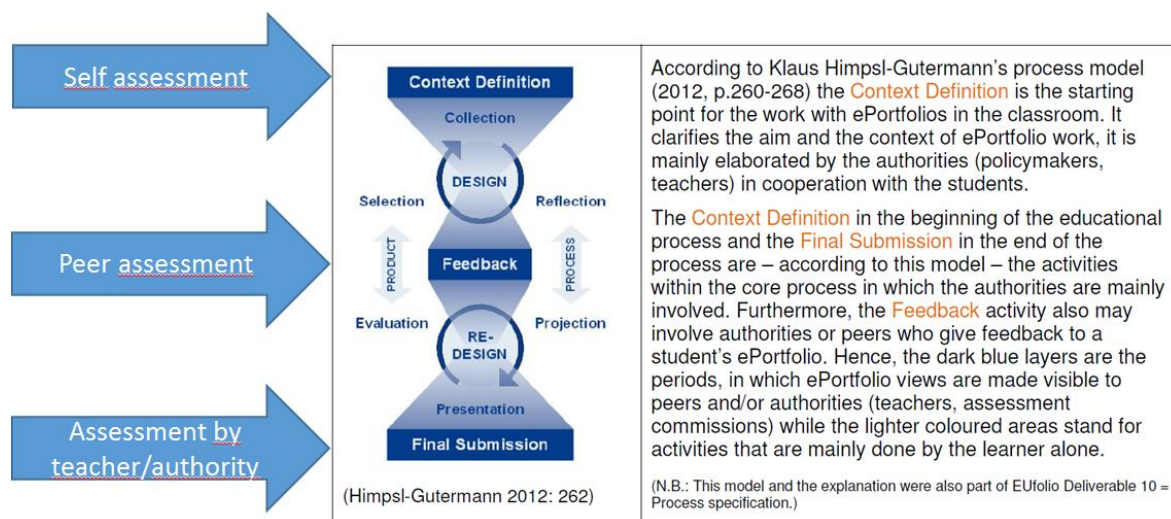 Self assessment
Peer assessment
Assessment by
teacher/authority
Context Definition
Collection
DESIGN
Selection
Reflection
PRODUCT
Feedback
PROCESS
Evaluation
Projection
RE-
DESIGN
Presentation
Final Submission
(Himpsl-Gutermann 2012: 262)
According to Klaus Himpsl-Gutermann’s process model
(2012, p.260-268) the Context Definition is the starting
point for the work with ePortfolios in the classroom. It
clarifies the aim and the context of ePortfolio work, it is
mainly elaborated by the authorities (policymakers,
teachers) in cooperation with the students.
The Context Definition in the beginning of the educational
process and the Final Submission in the end of the
process are – according to this model – the activities
within the core process in which the authorities are mainly
involved. Furthermore, the Feedback activity also may
involve authorities or peers who give feedback to a
student’s ePortfolio. Hence, the dark blue layers are the
periods, in which ePortfolio views are made visible to
peers and/or authorities (teachers, assessment
commissions) while the lighter coloured areas stand for
activities that are mainly done by the learner alone.
(N.B.: This model and the explanation were also part of EUfolio Deliverable 10 =
Process specification.)